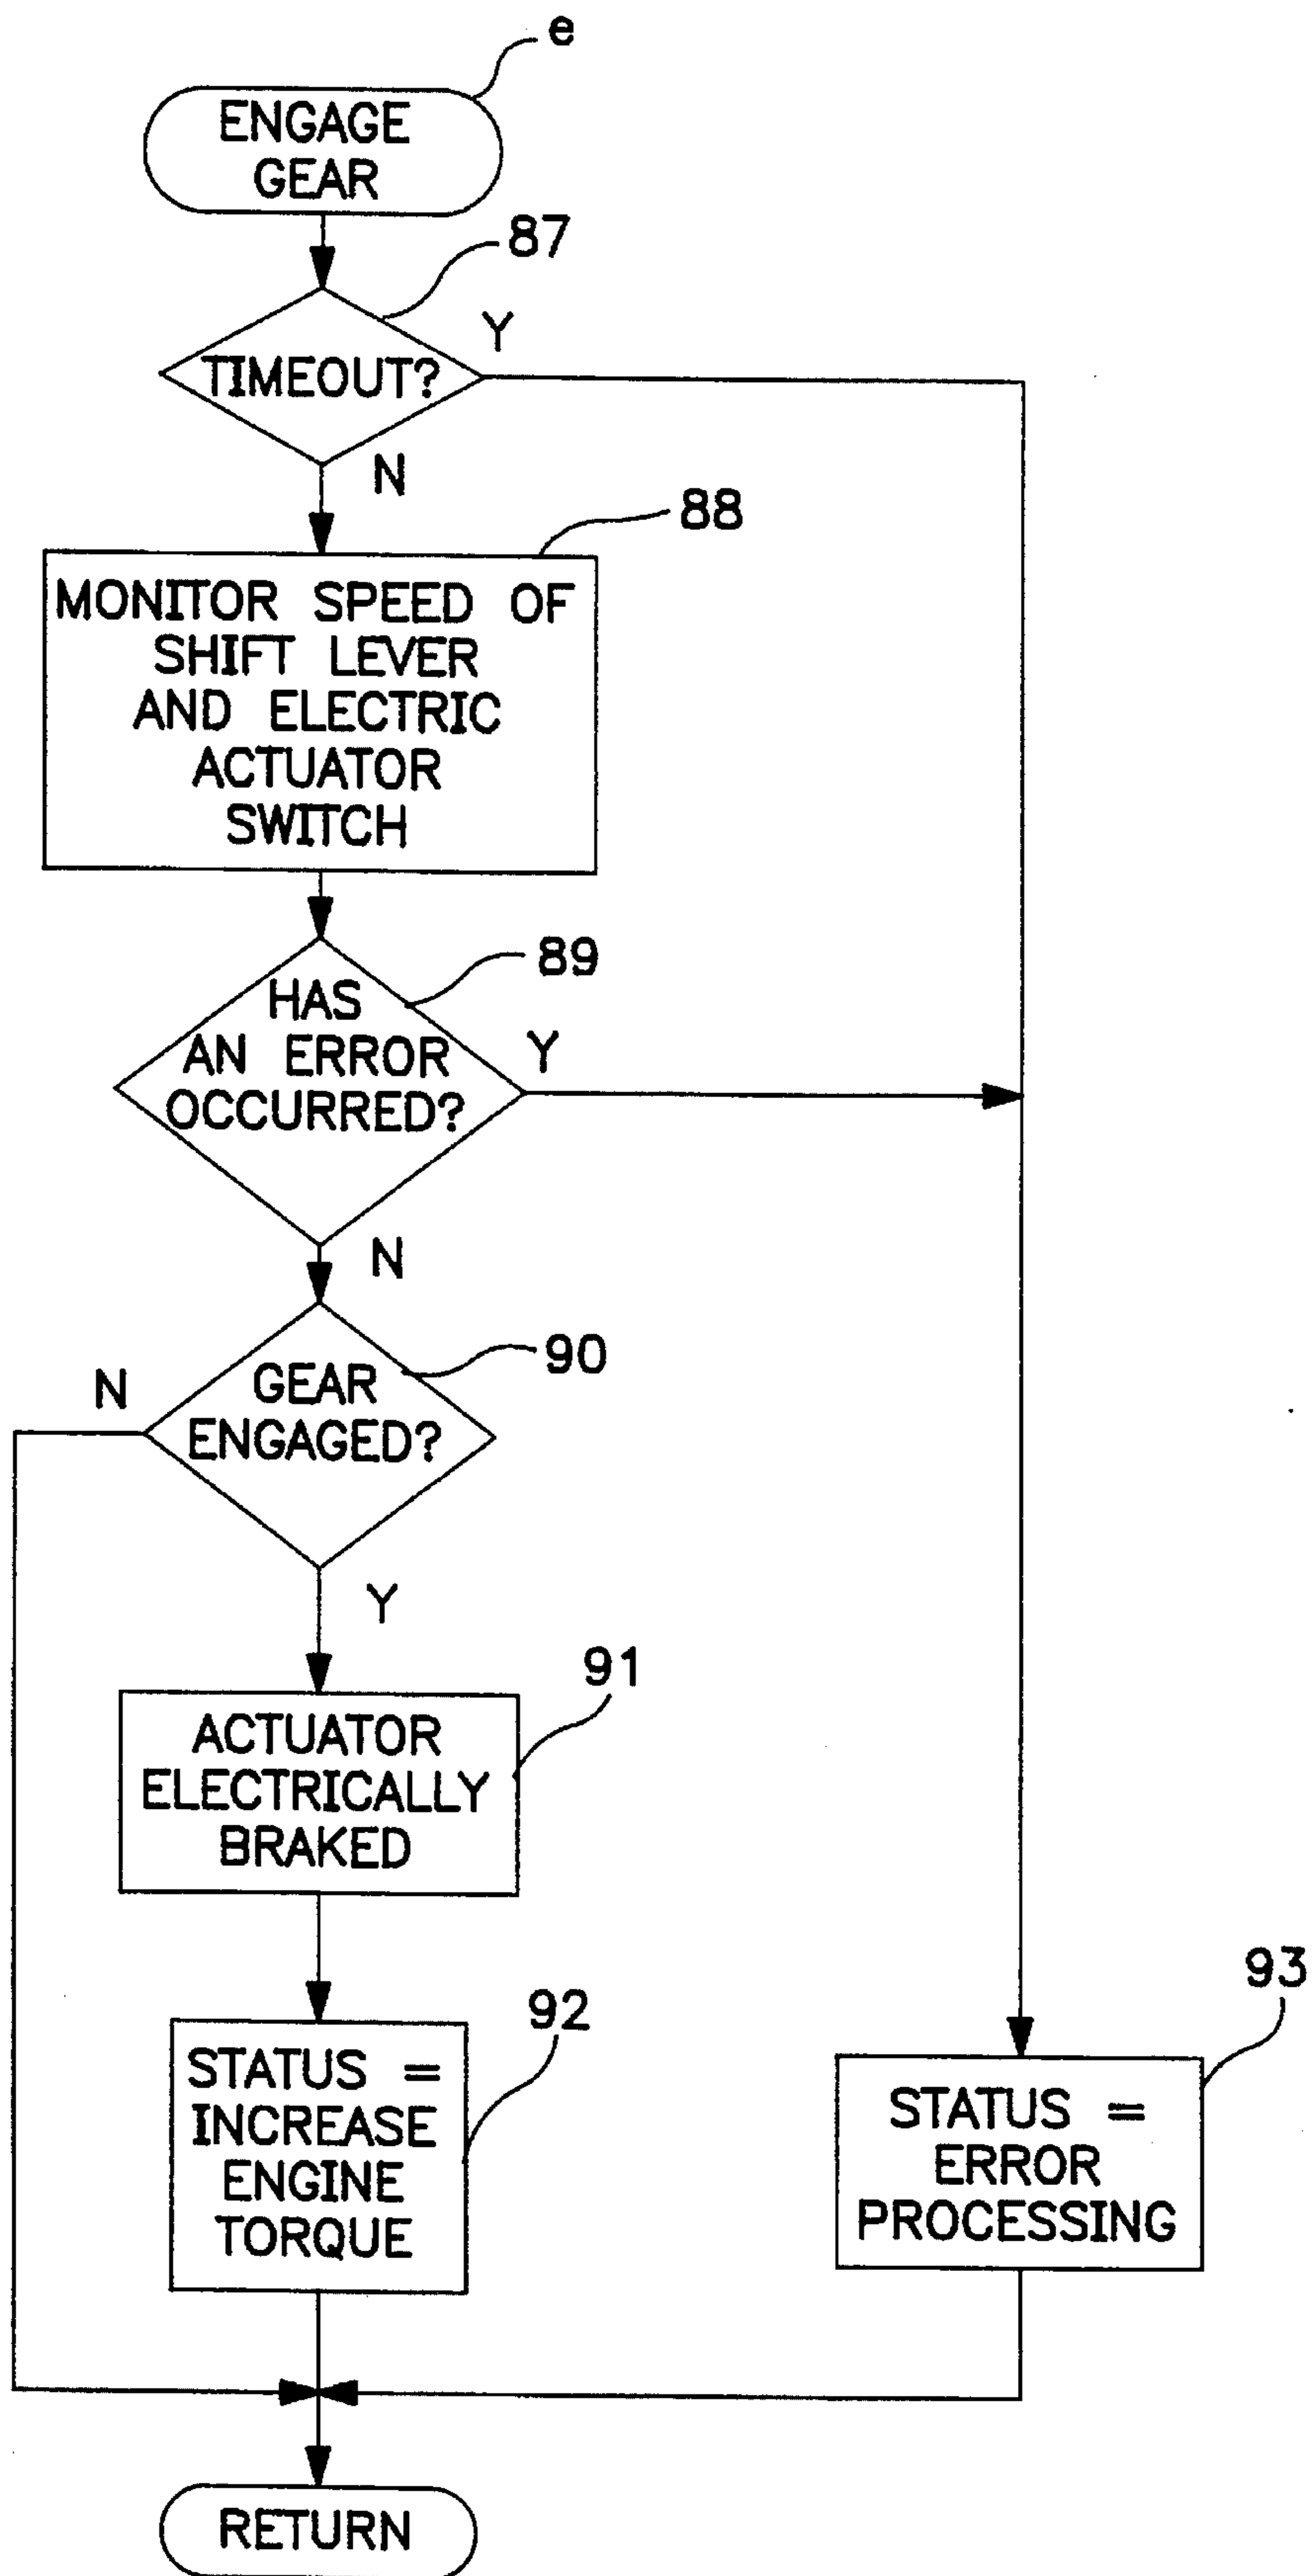 e
ENGAGE
GEAR
87
TIMEOUT?
Y
N
88
MONITOR SPEED OF
SHIFT LEVER
AND ELECTRIC
ACTUATOR
SWITCH
89
HAS
AN ERROR
OCCURRED?
Y
N
90
GEAR
ENGAGED?
N
Y
91
ACTUATOR
ELECTRICALLY
BRAKED
92
STATUS =
INCREASE
ENGINE
TORQUE
93
STATUS =
ERROR
PROCESSING
RETURN